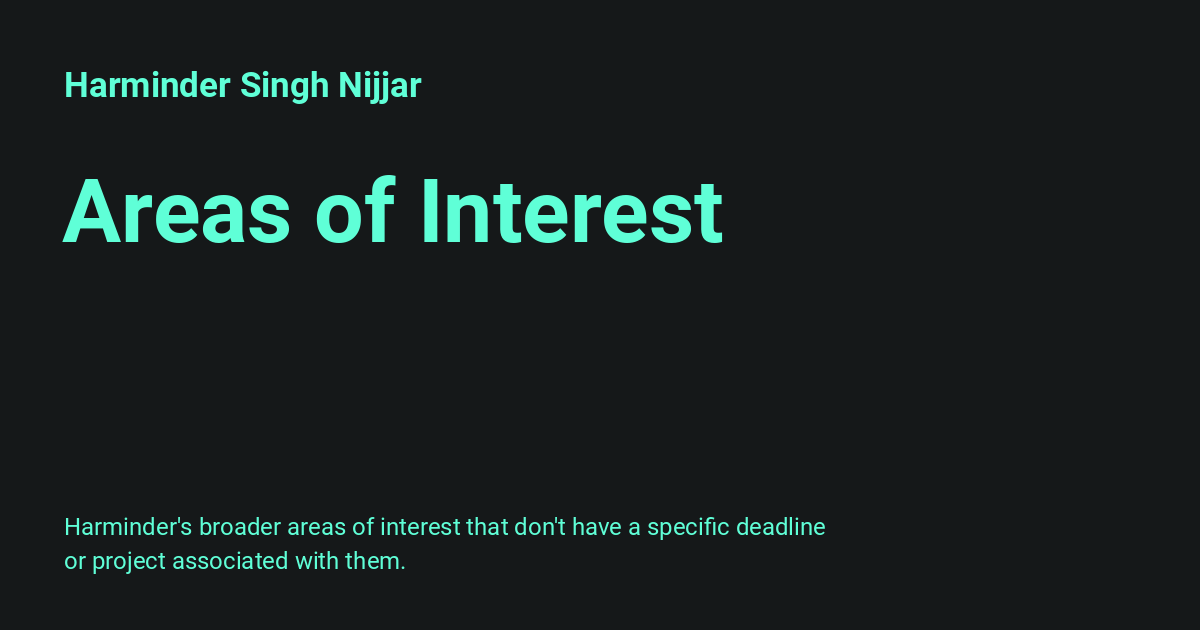 Harminder Singh Nijjar
Areas of Interest
Harminder's broader areas of interest that don't have a specific deadline
or project associated with them.